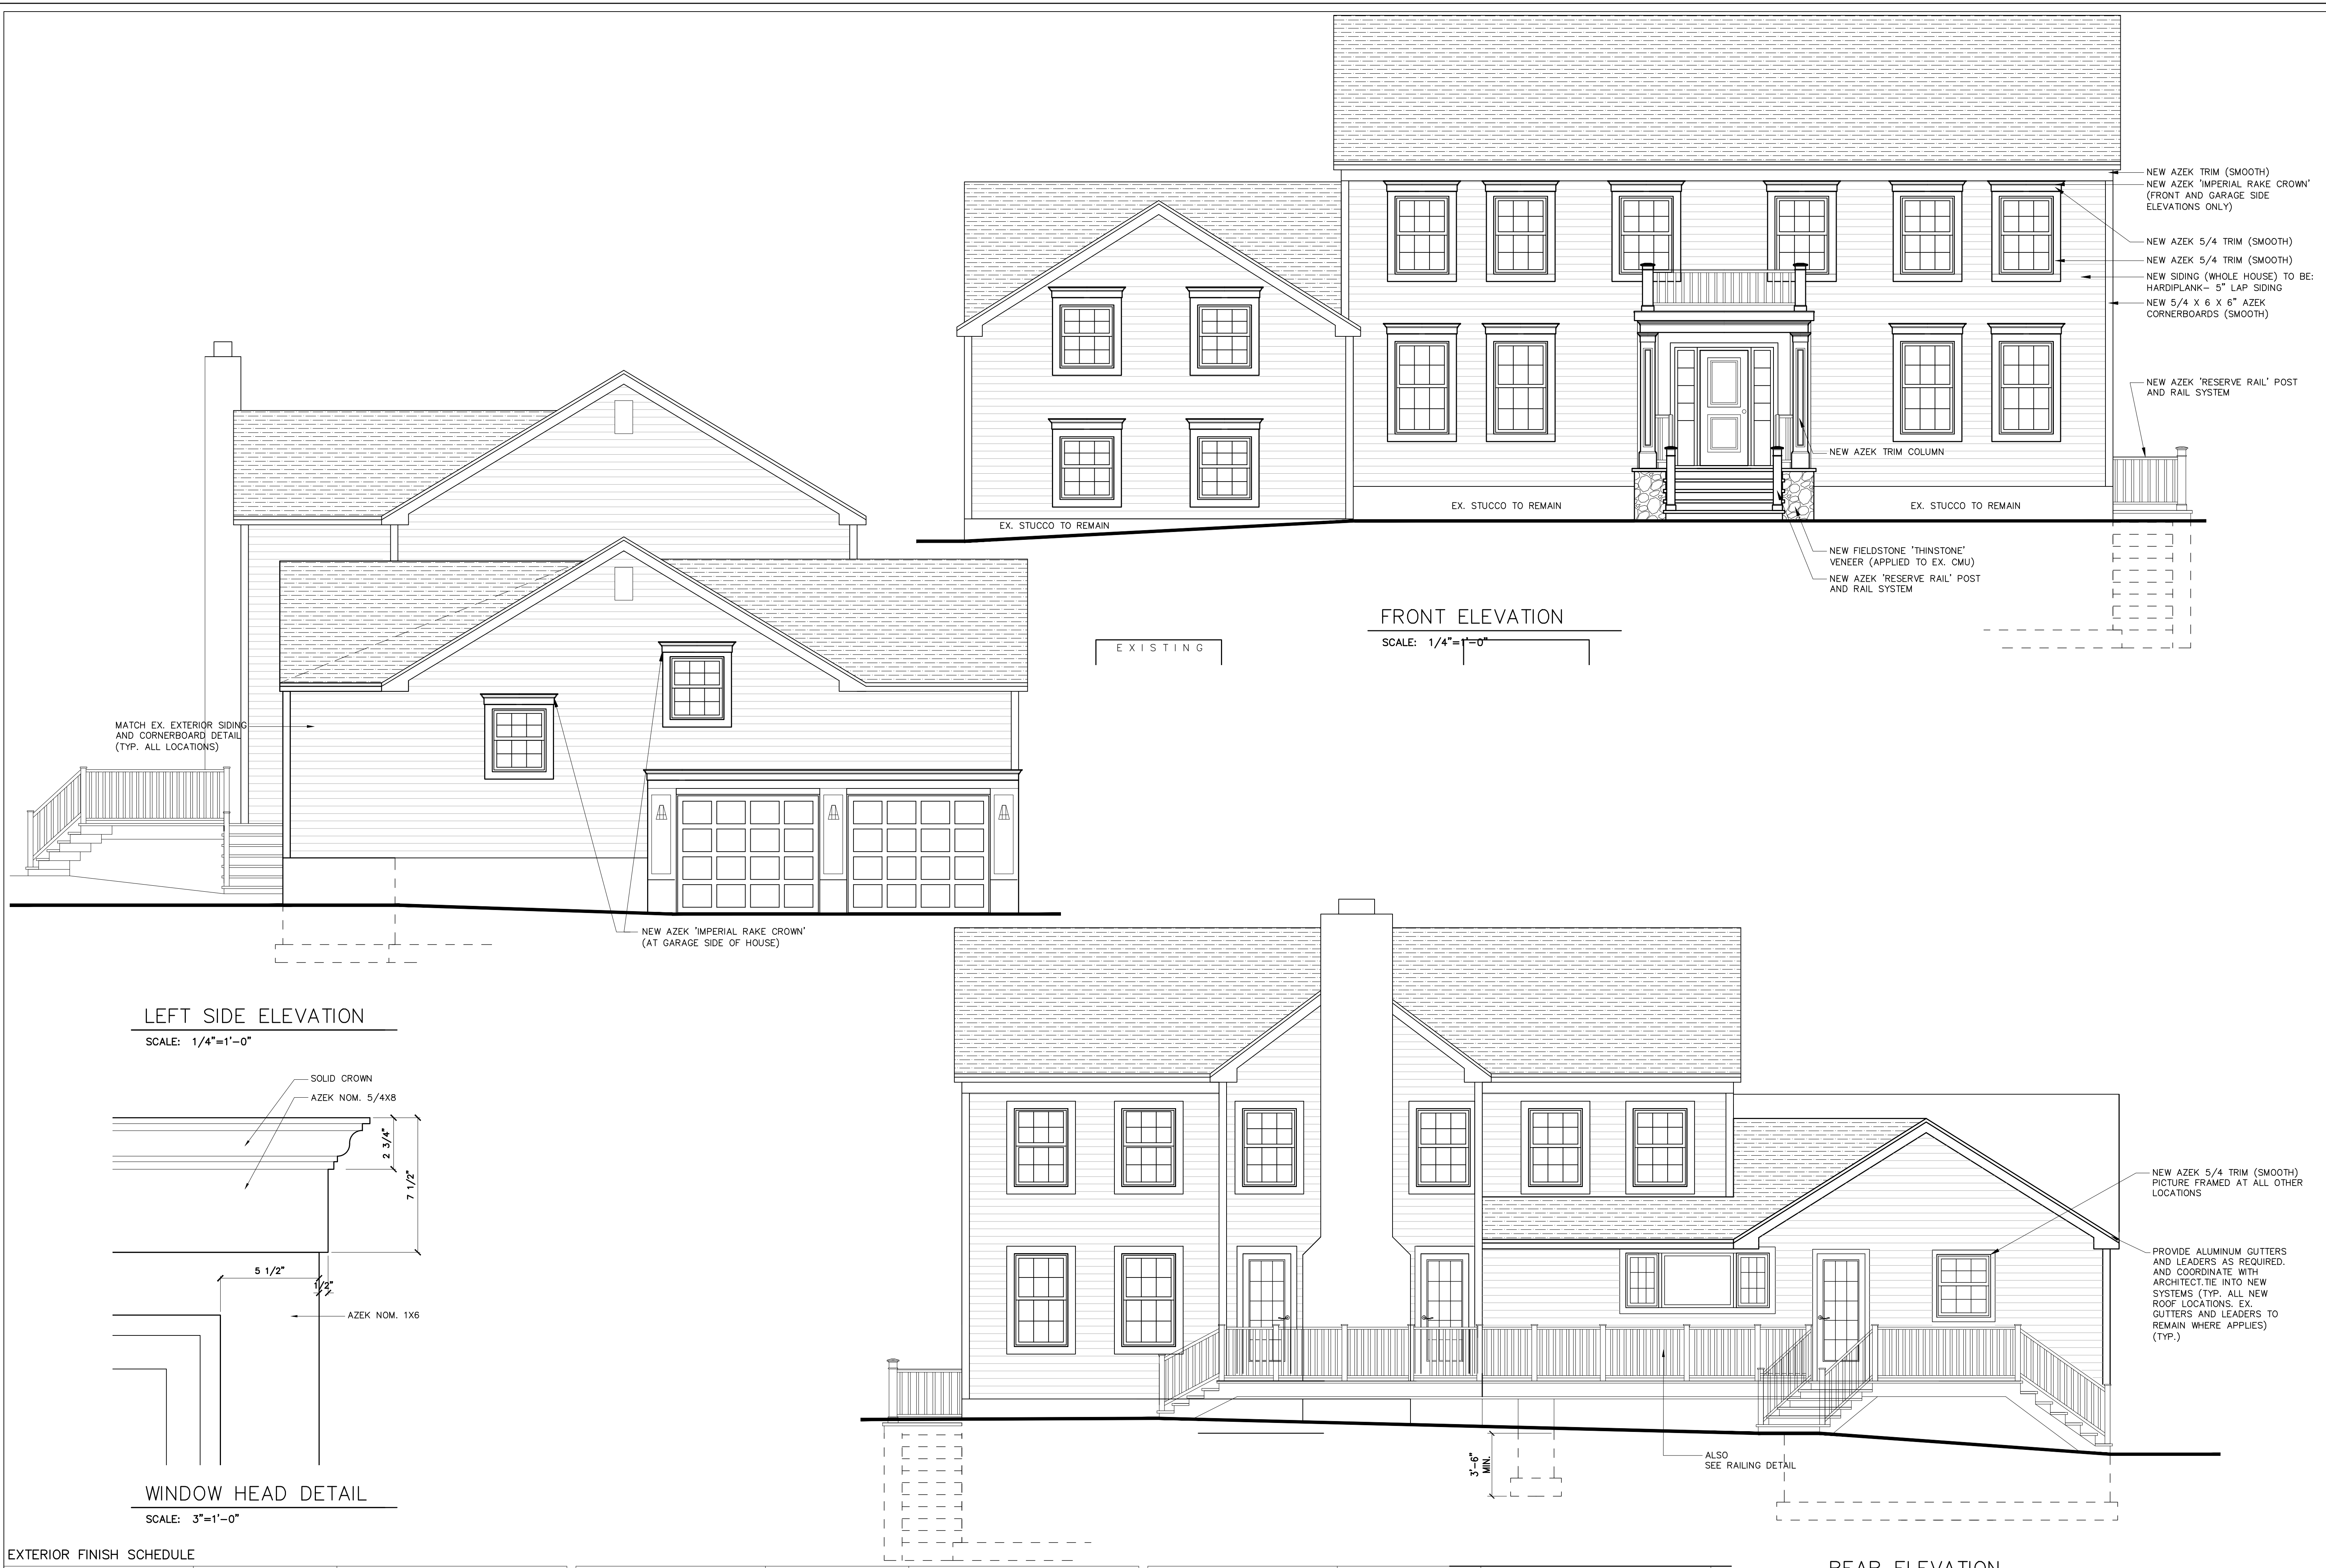 NEW AZEK TRIM (SMOOTH)
NEW AZEK 'IMPERIAL RAKE CROWN'
(FRONT AND GARAGE SIDE
ELEVATIONS ONLY)
NEW AZEK 5/4 TRIM (SMOOTH)
NEW AZEK 5/4 TRIM (SMOOTH)
NEW SIDING (WHOLE HOUSE) TO BE:
HARDIPLANK– 5" LAP SIDING
NEW 5/4 X 6 X 6" AZEK
CORNERBOARDS (SMOOTH)
NEW AZEK 'RESERVE RAIL' POST
AND RAIL SYSTEM
NEW AZEK TRIM COLUMN
EX. STUCCO TO REMAIN
EX. STUCCO TO REMAIN
EX. STUCCO TO REMAIN
NEW FIELDSTONE 'THINSTONE'
VENEER (APPLIED TO EX. CMU)
NEW AZEK 'RESERVE RAIL' POST
AND RAIL SYSTEM
FRONT ELEVATION
SCALE: 1/4"=1'–0"
EXISTING
MATCH EX. EXTERIOR SIDING
AND CORNERBOARD DETAIL
(TYP. ALL LOCATIONS)
NEW AZEK 'IMPERIAL RAKE CROWN'
(AT GARAGE SIDE OF HOUSE)
LEFT SIDE ELEVATION
SCALE: 1/4"=1'–0"
SOLID CROWN
AZEK NOM. 5/4X8
2 3/4"
7 1/2"
5 1/2"
1/2"
AZEK NOM. 1X6
WINDOW HEAD DETAIL
SCALE: 3"=1'–0"
NEW AZEK 5/4 TRIM (SMOOTH)
PICTURE FRAMED AT ALL OTHER
LOCATIONS
PROVIDE ALUMINUM GUTTERS
AND LEADERS AS REQUIRED.
AND COORDINATE WITH
ARCHITECT.TIE INTO NEW
SYSTEMS (TYP. ALL NEW
ROOF LOCATIONS. EX.
GUTTERS AND LEADERS TO
REMAIN WHERE APPLIES)
(TYP.)
3'–6"
MIN.
ALSO
SEE RAILING DETAIL
EXTERIOR FINISH SCHEDULE
REAR ELEVATION